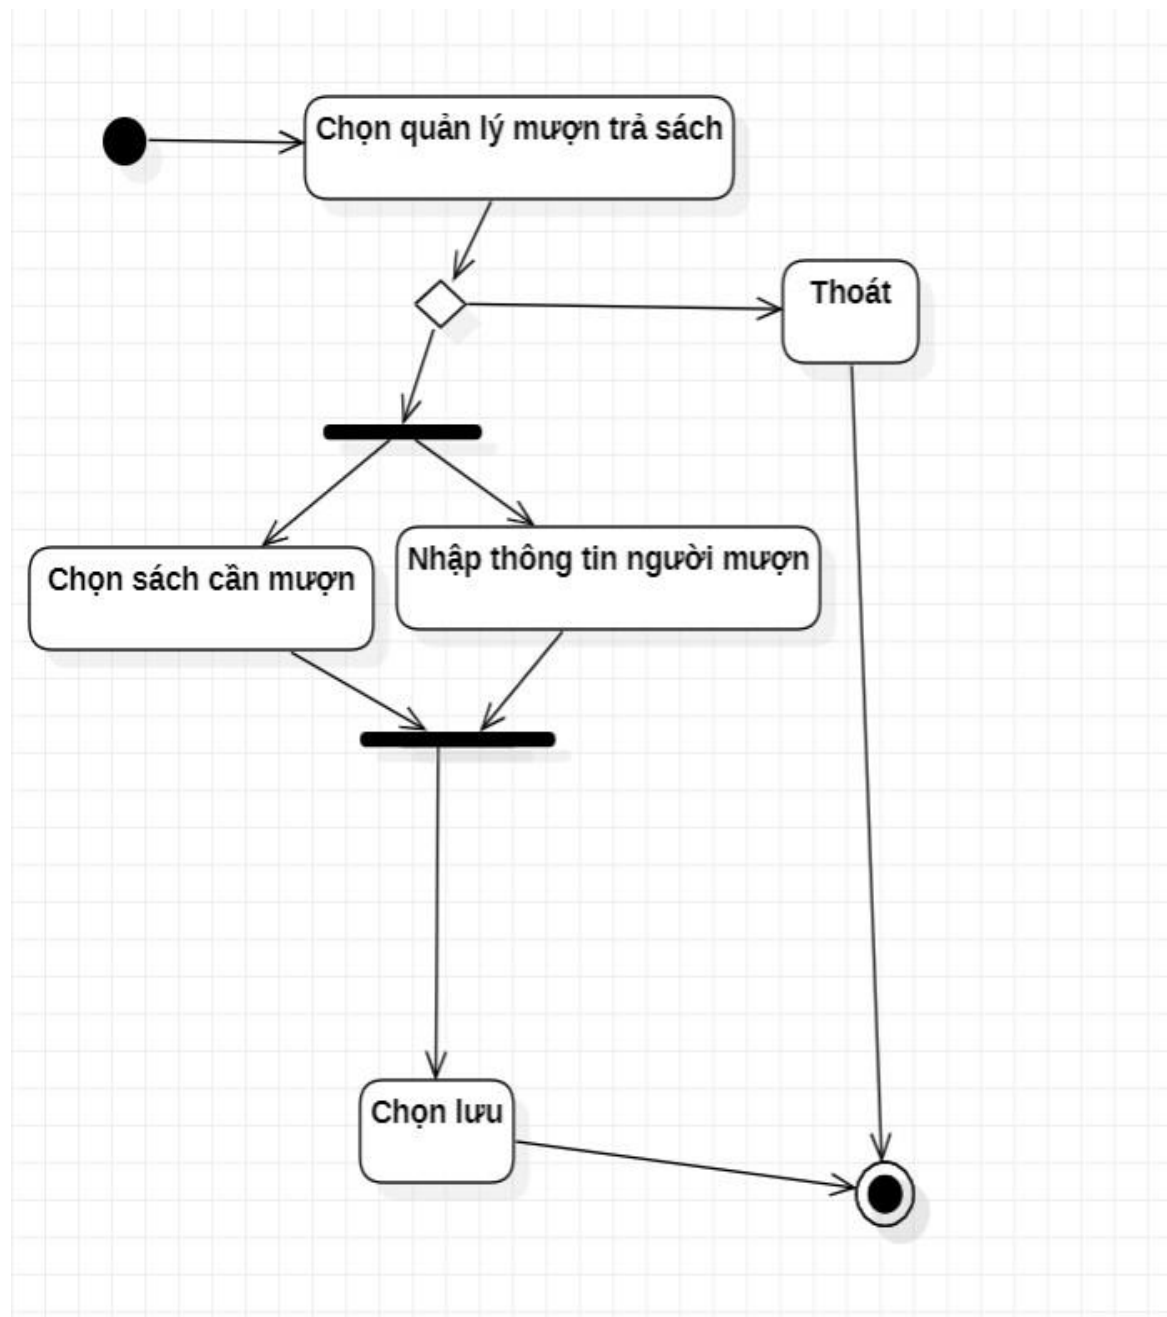 Chọn quản lý mượn trả sách
Thoát
Nhập thông tin người mượn
Chọn sách cần mượn
Chọn lưu